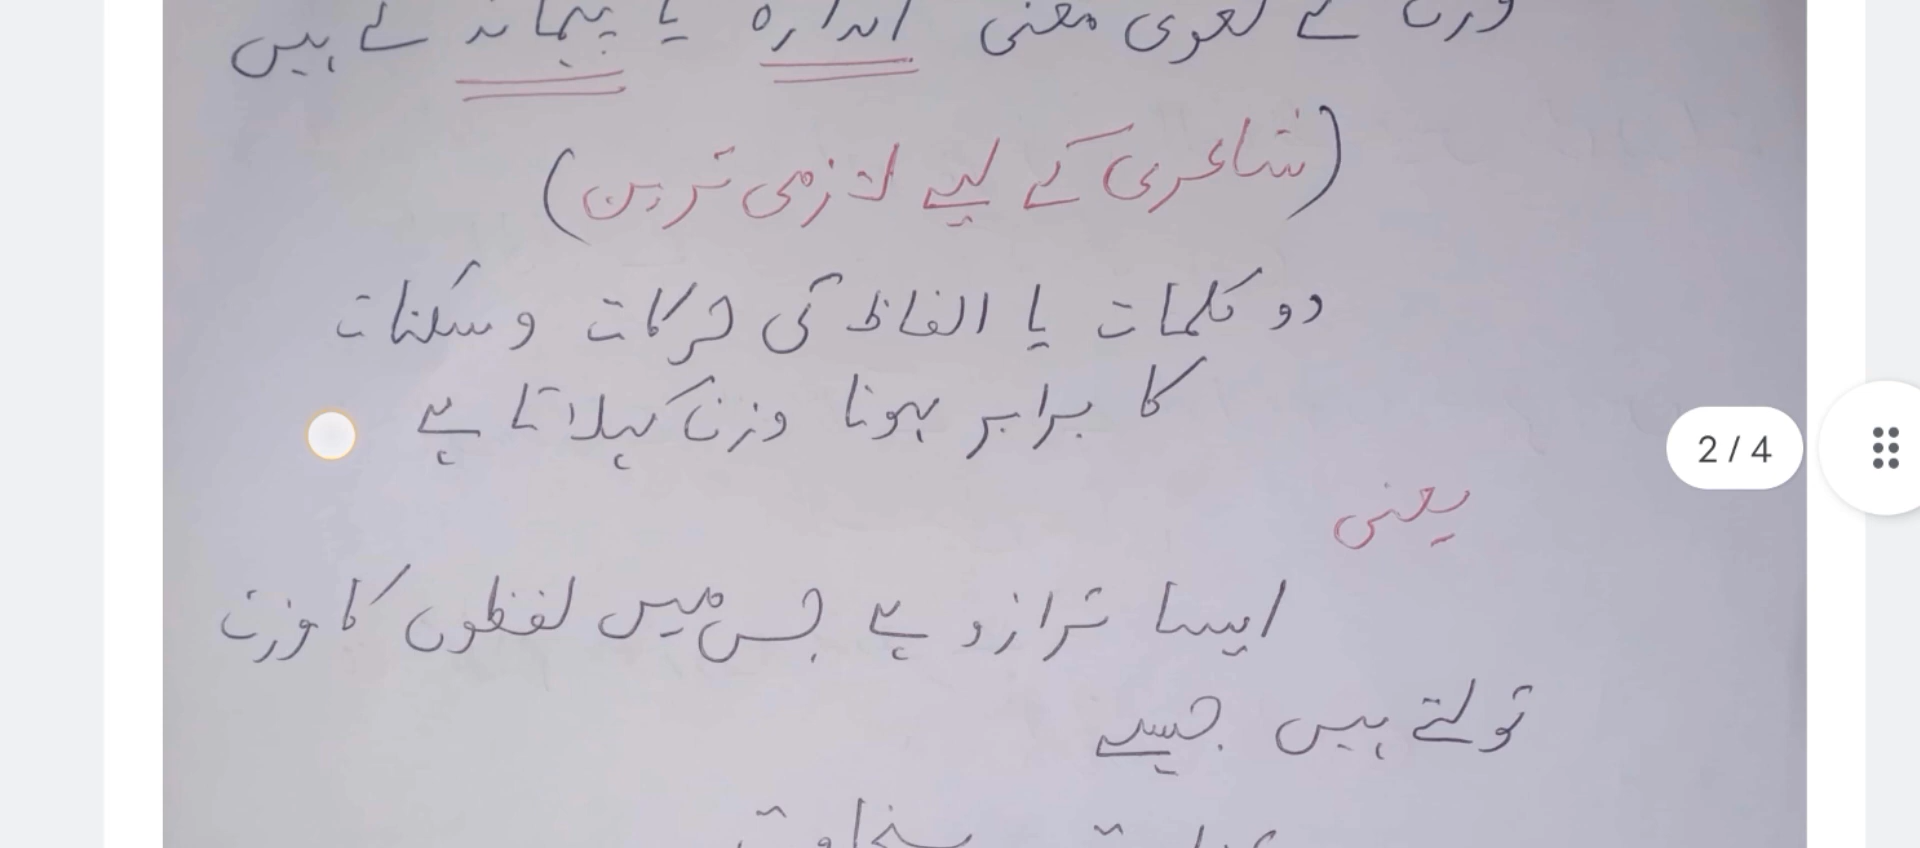 وزن کے لغوی معنی اندازہ یا پیمانہ کے ہیں
(شاعری کے لیے لازمی ترین)
دو کلمات یا الفاظ کی حرکات و سکنات
کا برابر ہونا وزن کہلاتا ہے
یعنی
ایسا ترازو ہے جس میں لفظوں کا وزن
تولتے ہیں جیسے
2 / 4